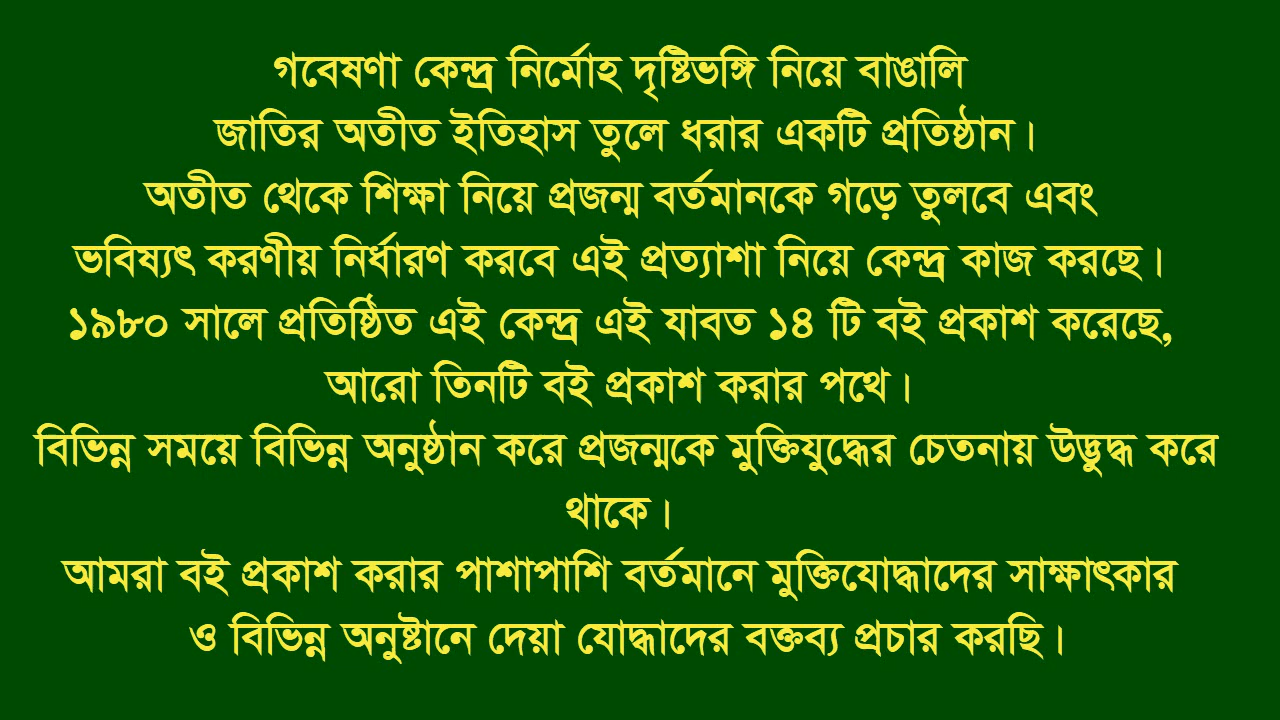 গবেষণা কেন্দ্র নির্মোহ দৃষ্টিভঙ্গি নিয়ে বাঙালি
জাতির অতীত ইতিহাস তুলে ধরার একটি প্রতিষ্ঠান।
অতীত থেকে শিক্ষা নিয়ে প্রজন্ম বর্তমানকে গড়ে তুলবে এবং
ভবিষ্যৎ করণীয় নির্ধারণ করবে এই প্রত্যাশা নিয়ে কেন্দ্র কাজ করছে।
১৯৮০ সালে প্রতিষ্ঠিত এই কেন্দ্র এই যাবত ১৪ টি বই প্রকাশ করেছে,
আরো তিনটি বই প্রকাশ করার পথে।
বিভিন্ন সময়ে বিভিন্ন অনুষ্ঠান করে প্রজন্মকে মুক্তিযুদ্ধের চেতনায় উদ্ভুদ্ধ করে
থাকে।
আমরা বই প্রকাশ করার পাশাপাশি বর্তমানে মুক্তিযোদ্ধাদের সাক্ষাৎকার
ও বিভিন্ন অনুষ্টানে দেয়া যোদ্ধাদের বক্তব্য প্রচার করছি।